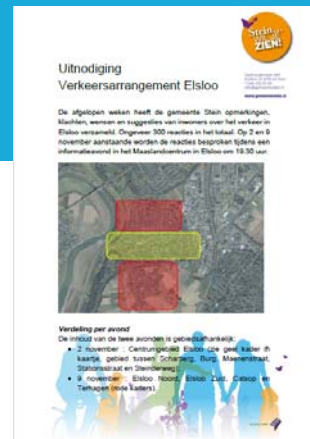 Stein
ZIEN!
Uitnodiging
Verkeersarrangement Elsloo
De afgelopen weken heeft de gemeente Stein opmerkingen,
klachten, wensen en suggesties van inwoners over het verkeer in
Elsloo verzameld. Ongeveer 300 reacties in het totaal. Op 2 en 9
november aanstaande worden de reacties besproken tijdens een
informatieavond in het Maaslandcentrum in Elsloo om 19.30 uur.
Verdeling per avond
De inhoud van de twee avonden is gebiedsafhankelijk:
• 2 november : Centrumgebied Elsloo (zie geel kader in
kaartje, gebied tussen Scharberg, Burg. Maenenstraat,
Stationsstraat en Steinderweg);
• 9 november : Elsloo Noord, Elsloo Zuid, Catsop en
Terhagen (rode kaders).